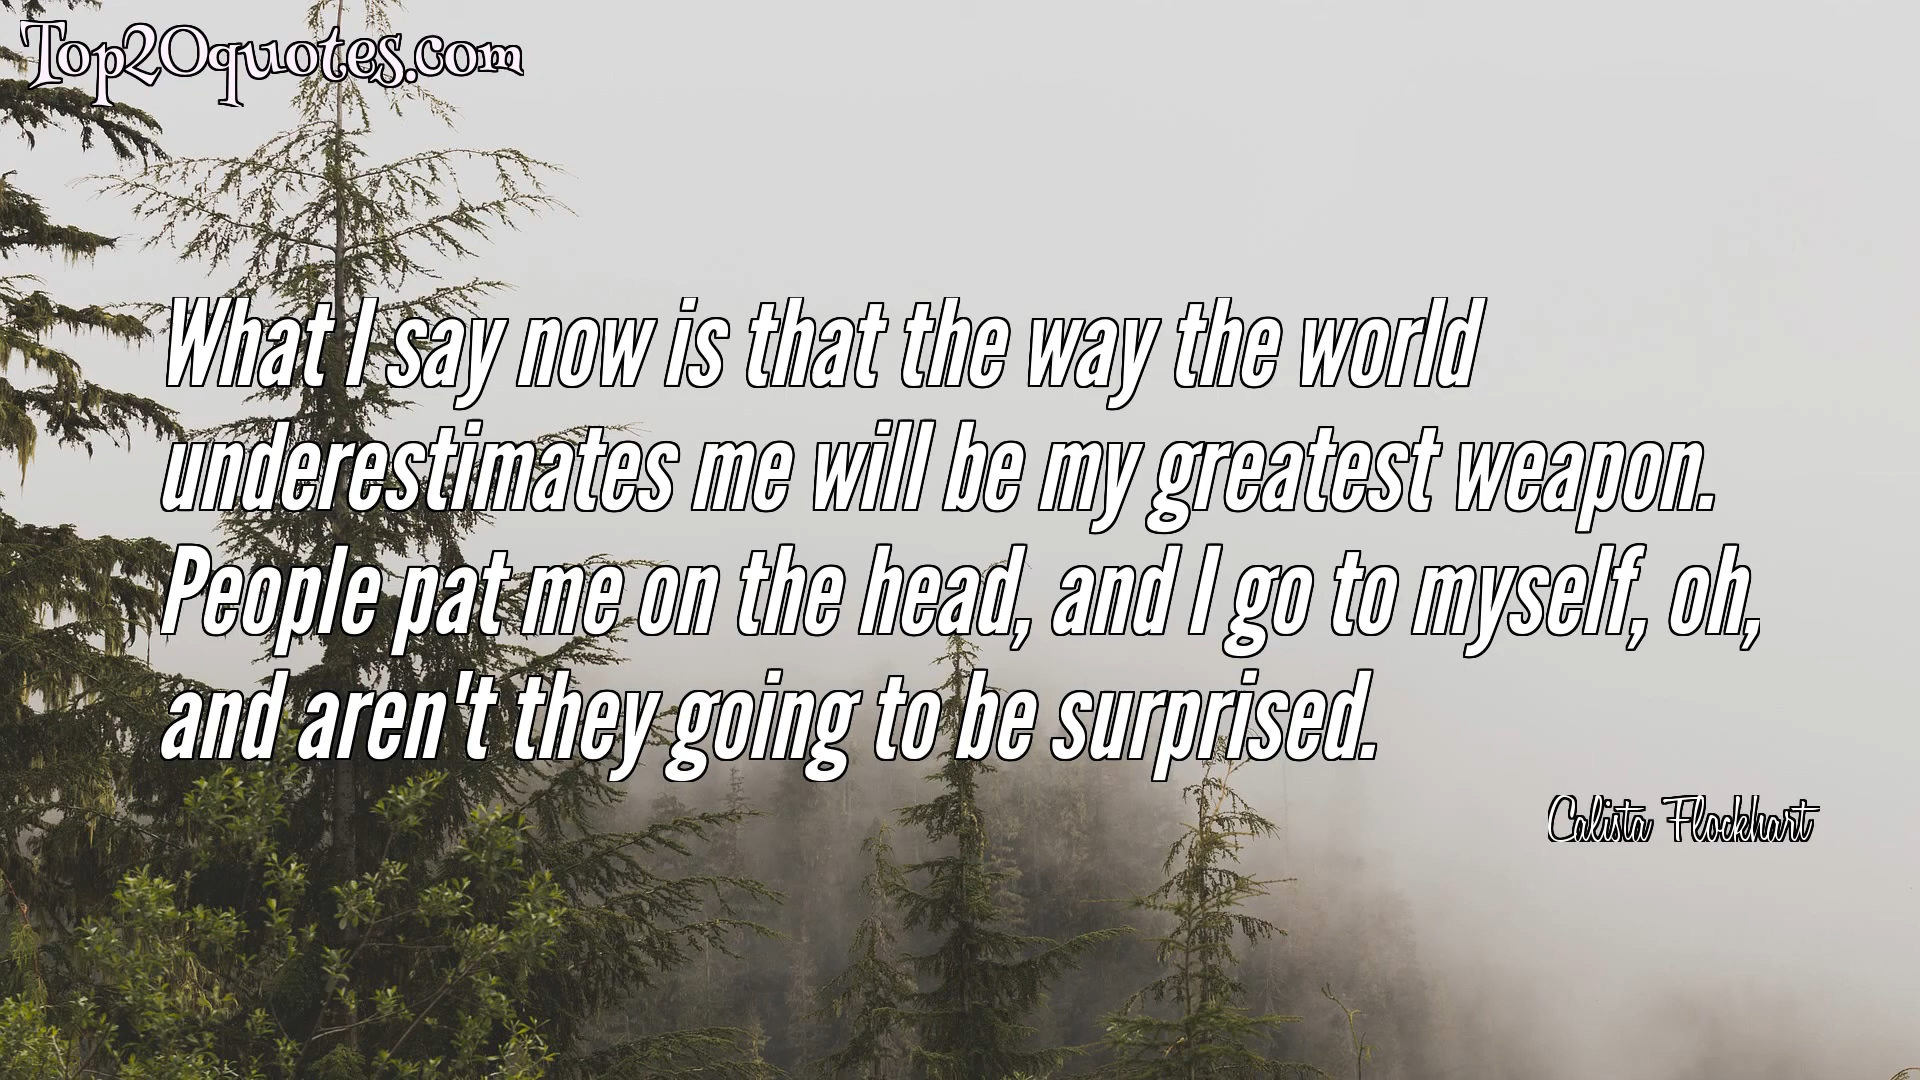 Top20quotes.com
What I say now is that the way the world
underestimates me will be my greatest weapon.
People pat me on the head, and I go to myself, oh,
and aren't they going to be surprised.
Calista Flockhart